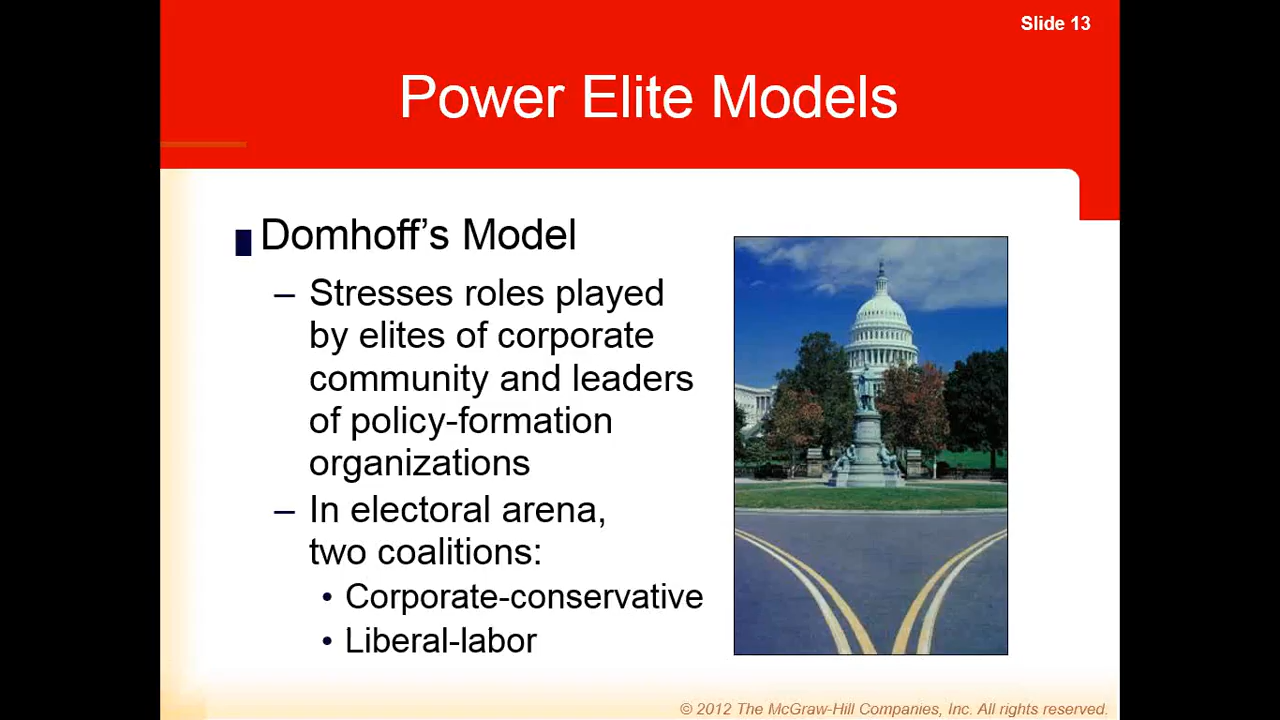 Slide 13
Power Elite Models
Domhoff’s Model
– Stresses roles played
by elites of corporate
community and leaders
of policy-formation
organizations
– In electoral arena,
two coalitions:
• Corporate-conservative
• Liberal-labor
© 2012 The McGraw-Hill Companies, Inc. All rights reserved.